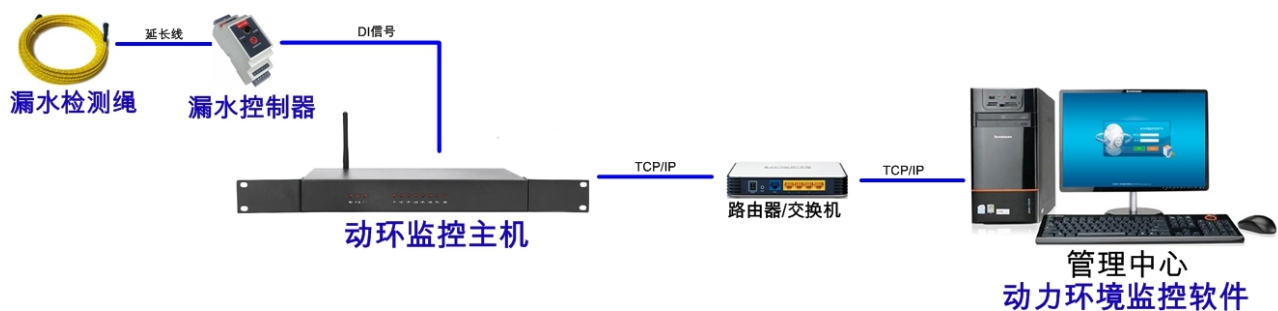 延长线
DI信号
漏水检测绳
漏水控制器
TCP/IP
TCP/IP
路由器/交换机
动环监控主机
管理中心
动力环境监控软件